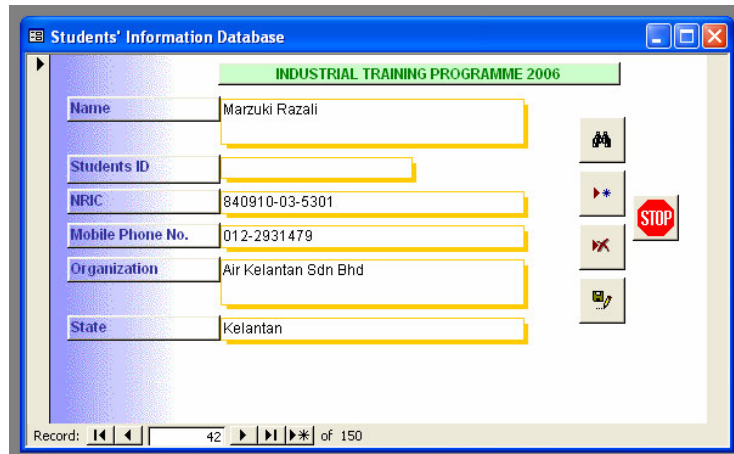 Students' Information Database
INDUSTRIAL TRAINING PROGRAMME 2006
Name Marzuki Razali
Students ID
NRIC 840910-03-5301
STOP
Mobile Phone No. 012-2931479
Organization Air Kelantan Sdn Bhd
State Kelantan
Record: 42 of 150